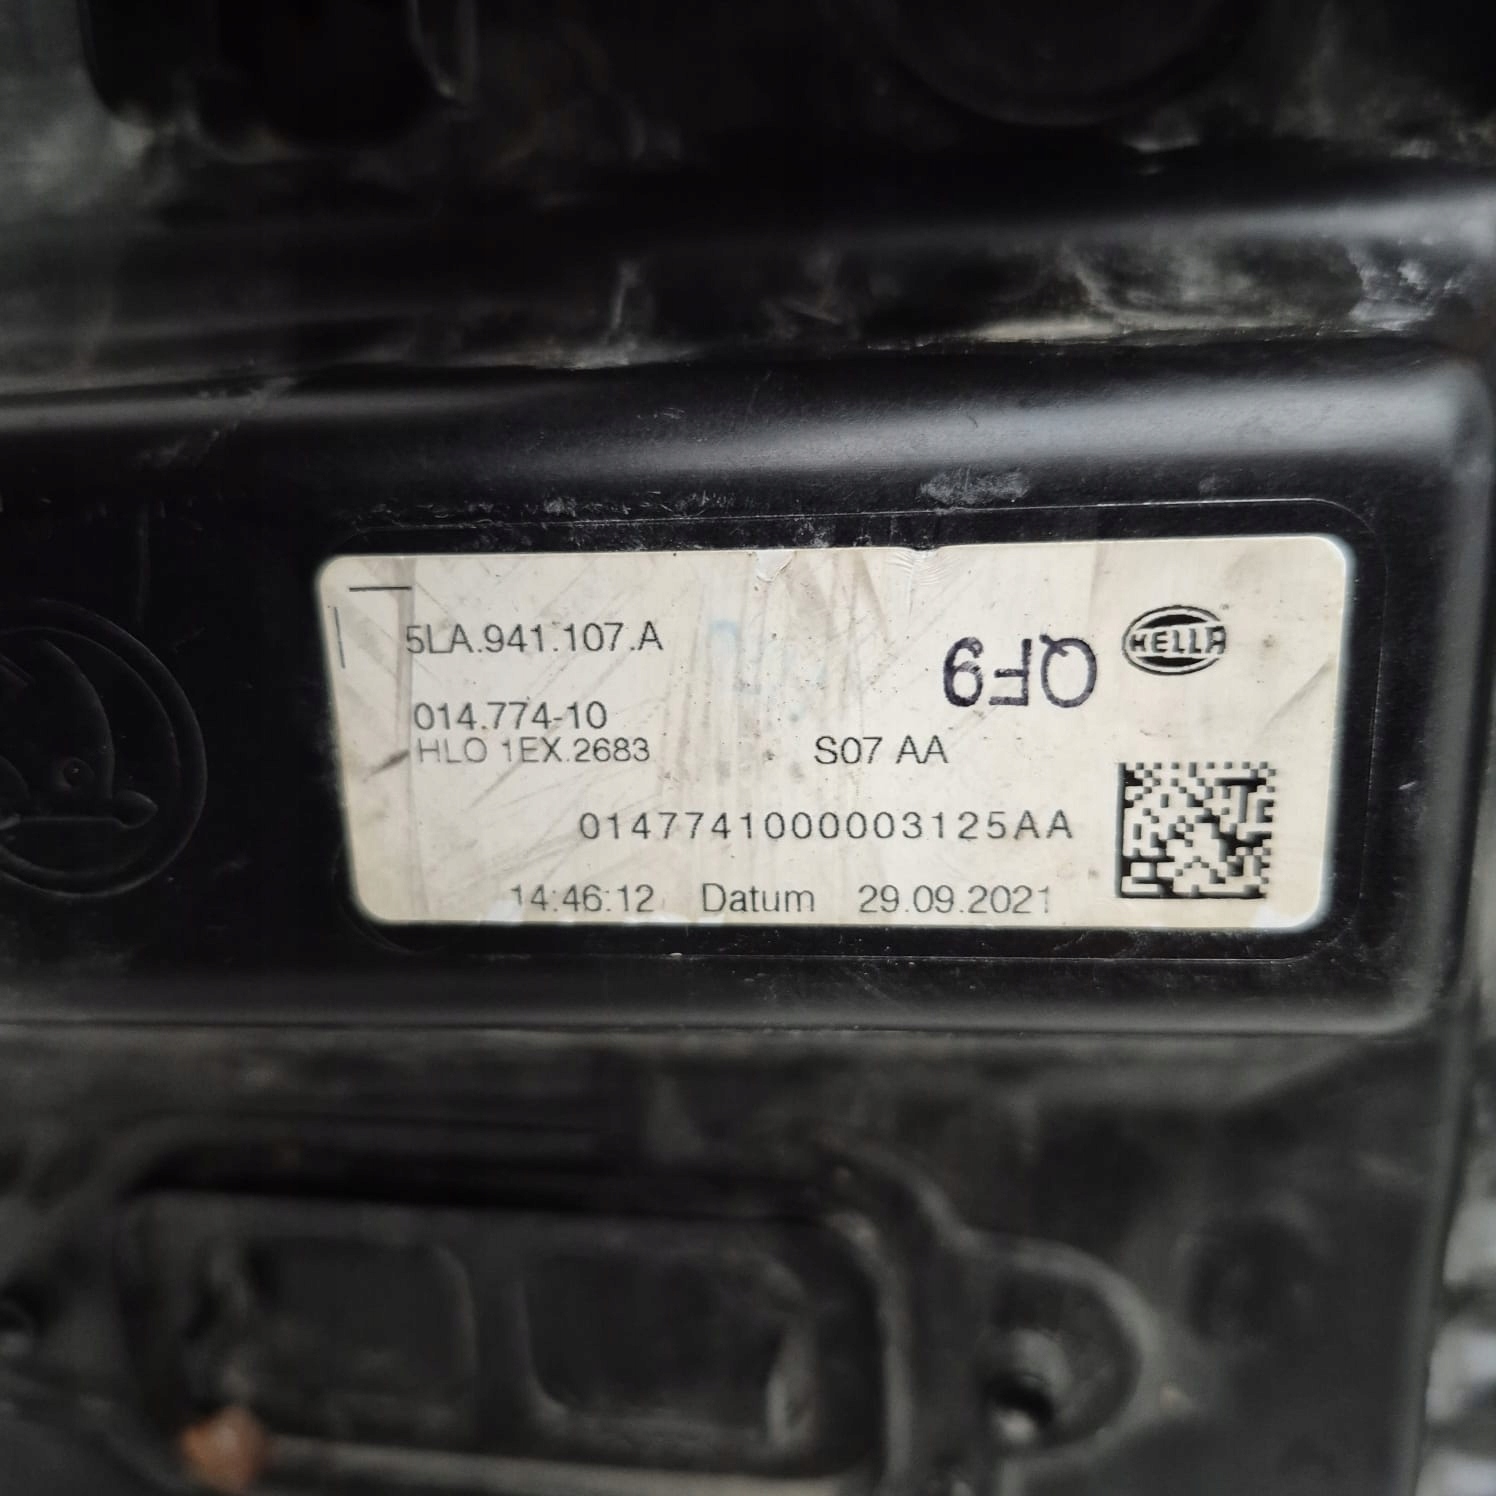 5LA.941.107.A
QF9
HELLA
014.774-10
HLO 1EX.2683
S07 AA
0147741000003125AA
14:46:12 Datum 29.09.2021